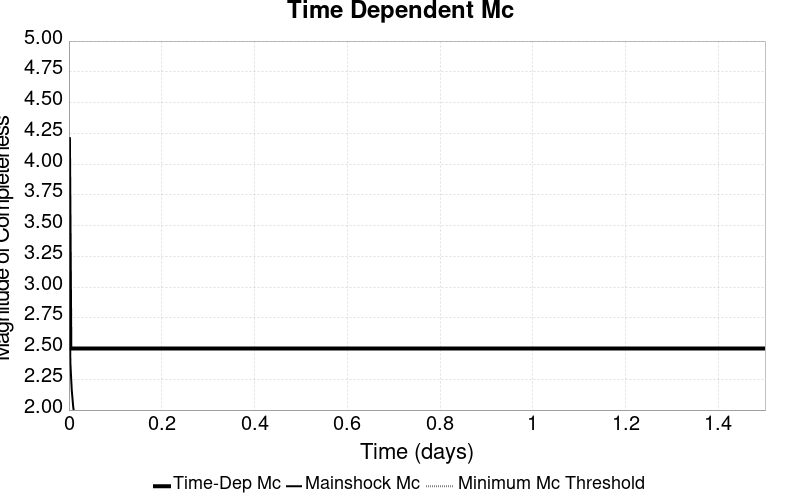 Time Dependent Mc
5.00
4.75
4.50
4.25
4.00
3.75
3.50
3.25
3.00
2.75
2.50
2.25
2.00
Magnitude of Completeness
0 0.2 0.4 0.6 0.8 1 1.2 1.4
Time (days)
Time-Dep Mc Mainshock Mc Minimum Mc Threshold